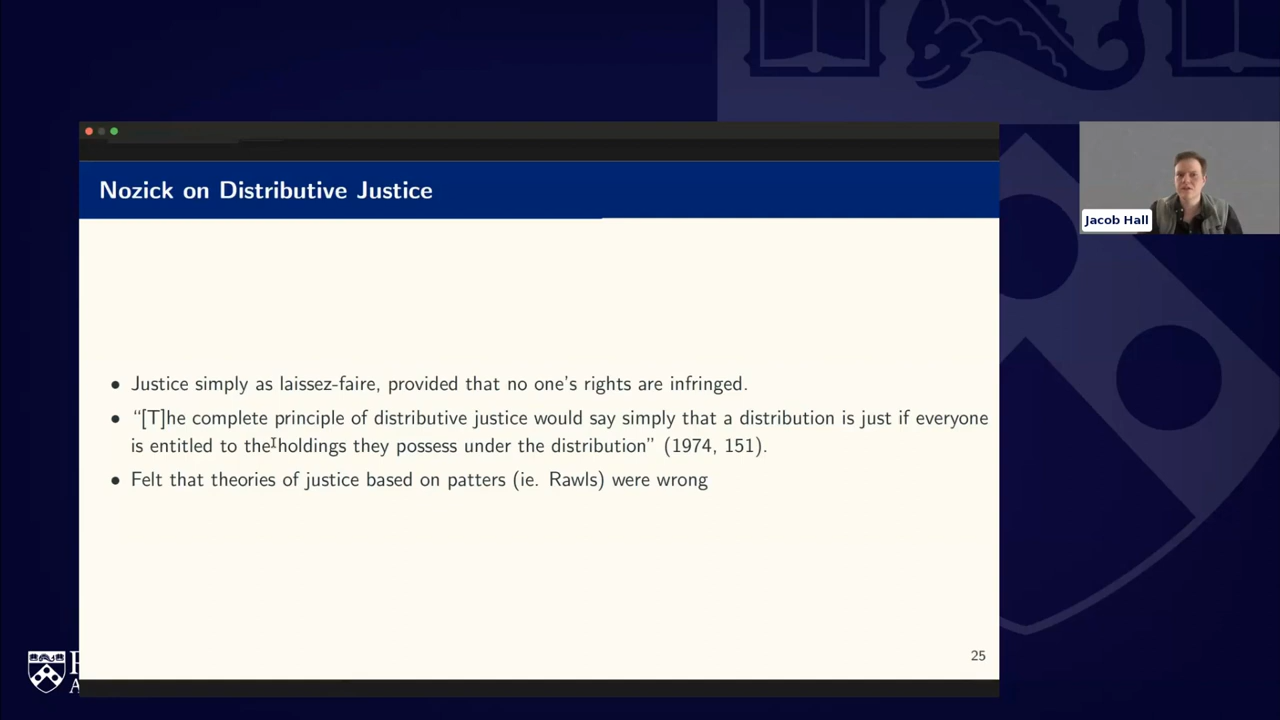 Nozick on Distributive Justice
Jacob Hall
• Justice simply as laissez-faire, provided that no one's rights are infringed.
• “[T]he complete principle of distributive justice would say simply that a distribution is just if everyone
is entitled to the holdings they possess under the distribution” (1974, 151).
• Felt that theories of justice based on patters (ie. Rawls) were wrong
25